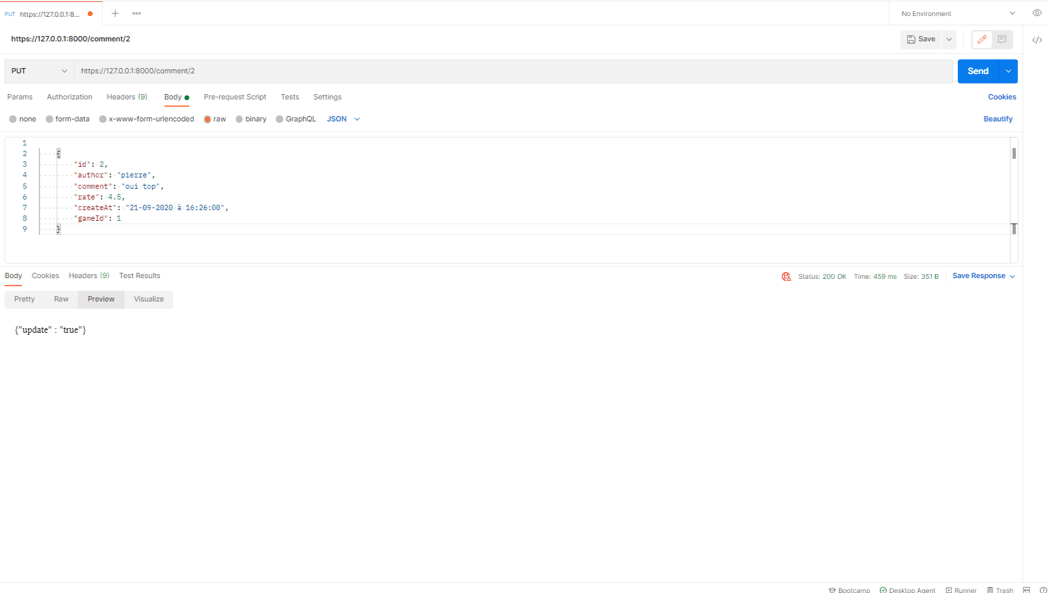 PUT https://127.0.0.1:8...
No Environment
https://127.0.0.1:8000/comment/2
Save
PUT https://127.0.0.1:8000/comment/2
Send
Params Authorization Headers (9) Body Pre-request Script Tests Settings
Cookies
none form-data x-www-form-urlencoded raw binary GraphQL JSON
Beautify
1
2 {
3 "id": 2,
4 "author": "pierre",
5 "comment": "oui top",
6 "rate": 4.5,
7 "createAt": "21-09-2020 à 16:26:00",
8 "gameId": 1
9 }
Body Cookies Headers (9) Test Results
Status: 200 OK Time: 459 ms Size: 351 B Save Response
Pretty Raw Preview Visualize
{"update" : "true"}
Bootcamp Desktop Agent Runner Trash